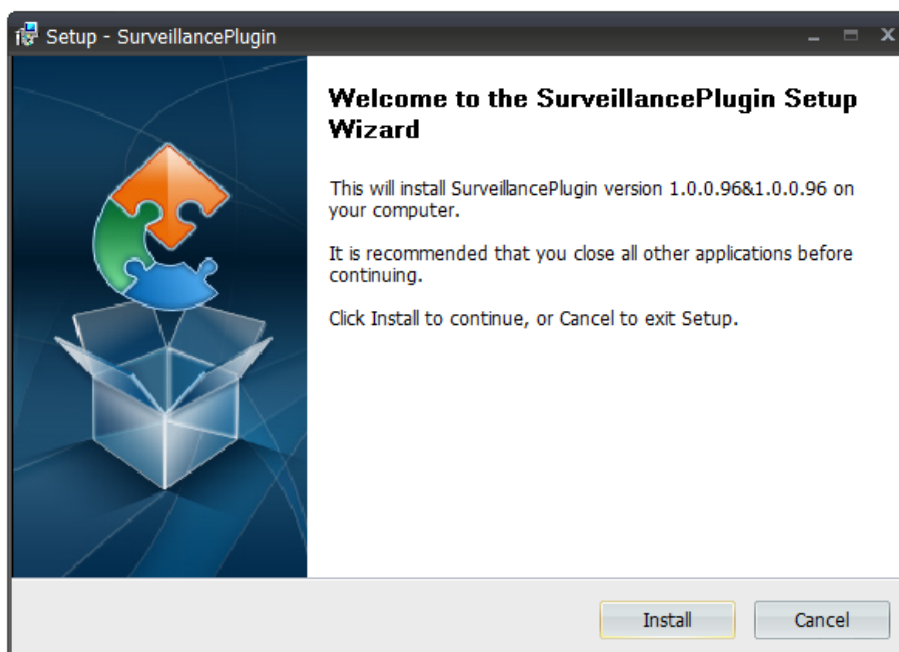 Setup - SurveillancePlugin
Welcome to the SurveillancePlugin Setup
Wizard
This will install SurveillancePlugin version 1.0.0.96&1.0.0.96 on
your computer.
It is recommended that you close all other applications before
continuing.
Click Install to continue, or Cancel to exit Setup.
Install
Cancel